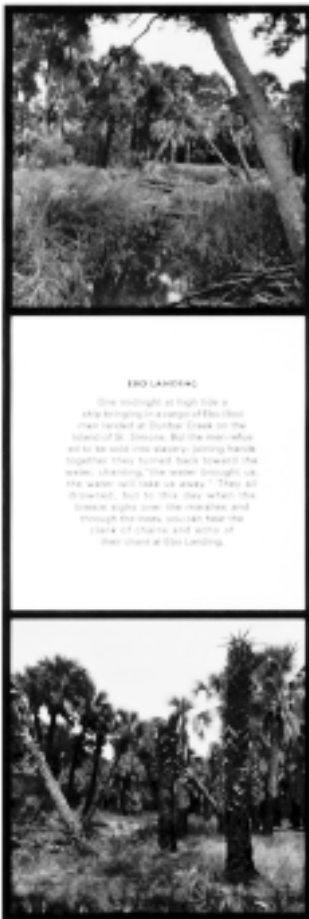 EBO LANDING
One midnight at high tide a
ship bringing in a cargo of Ebo (Ibo)
men landed at Dunbar Creek on the
Island of St. Simons. But the men refus-
ed to be sold into slavery; joining hands
together they turned back toward the
water, chanting, "the water brought us,
the water will take us away." They all
drowned, but to this day when the
breeze sighs over the marshes and
through the trees, you can hear the
clank of chains and echo of
their chant at Ebo Landing.